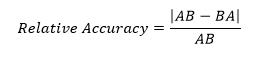 Relative Accuracy = |AB − BA| / AB